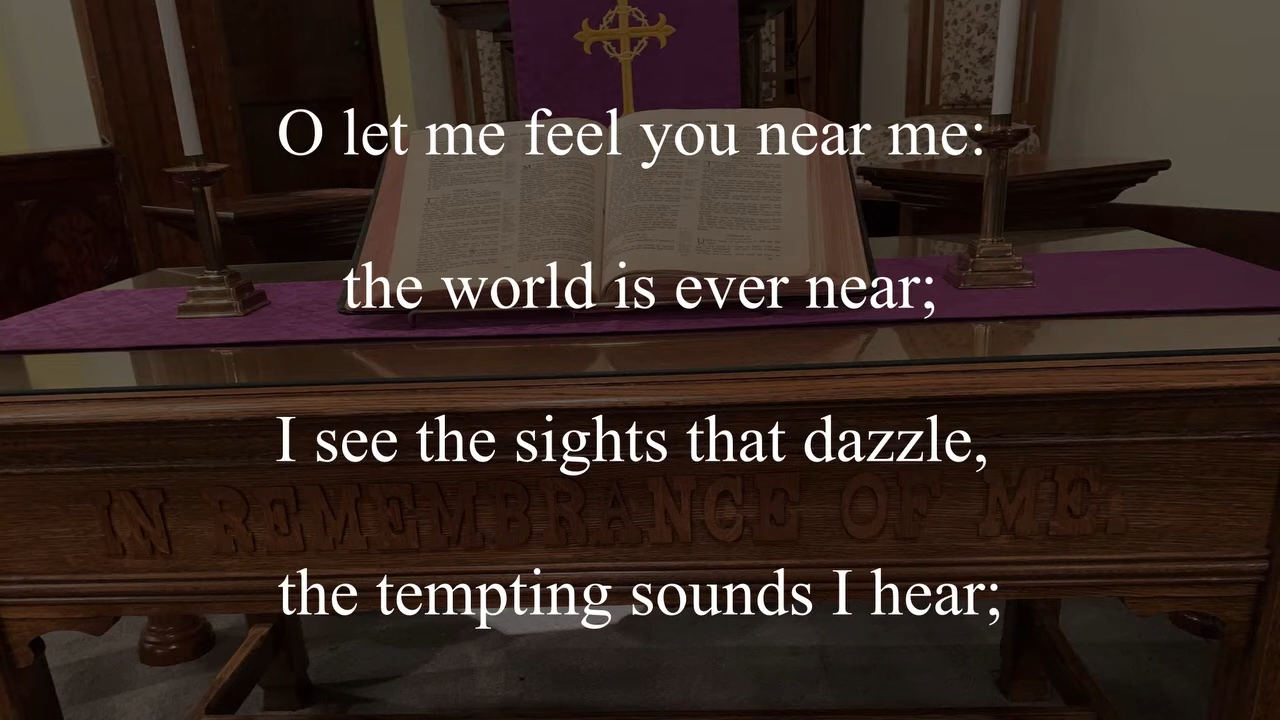 O let me feel you near me:
the world is ever near;
I see the sights that dazzle,
IN REMEMBRANCE OF ME.
the tempting sounds I hear;